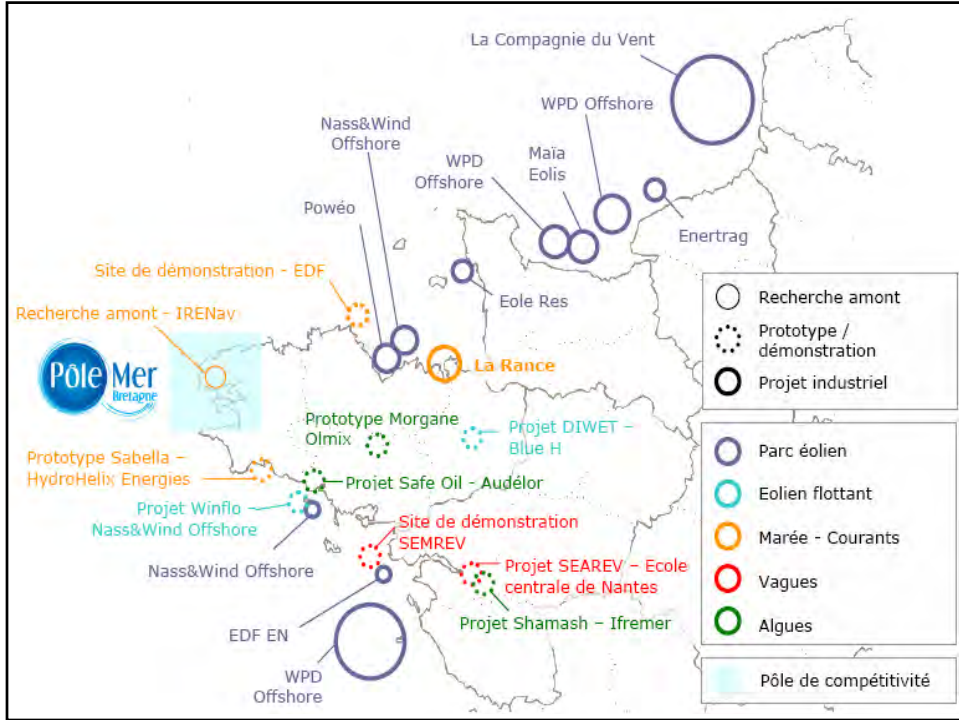 La Compagnie du Vent
WPD Offshore
Nass&Wind
Offshore
WPD
Offshore
Maïa
Eolis
Powéo
Enertrag
Site de démonstration - EDF
Eole Res
Recherche amont - IRENav
Pôle Mer
Bretagne
La Rance
Prototype Morgane
Olmix
Projet DIWET –
Blue H
Prototype Sabella –
HydroHelix Energies
Projet Safe Oil - Audélor
Projet Winflo
Nass&Wind Offshore
Site de démonstration
SEMREV
Nass&Wind Offshore
Projet SEAREV – Ecole
centrale de Nantes
Projet Shamash – Ifremer
EDF EN
WPD
Offshore
Recherche amont
Prototype /
démonstration
Projet industriel
Parc éolien
Eolien flottant
Marée - Courants
Vagues
Algues
Pôle de compétitivité